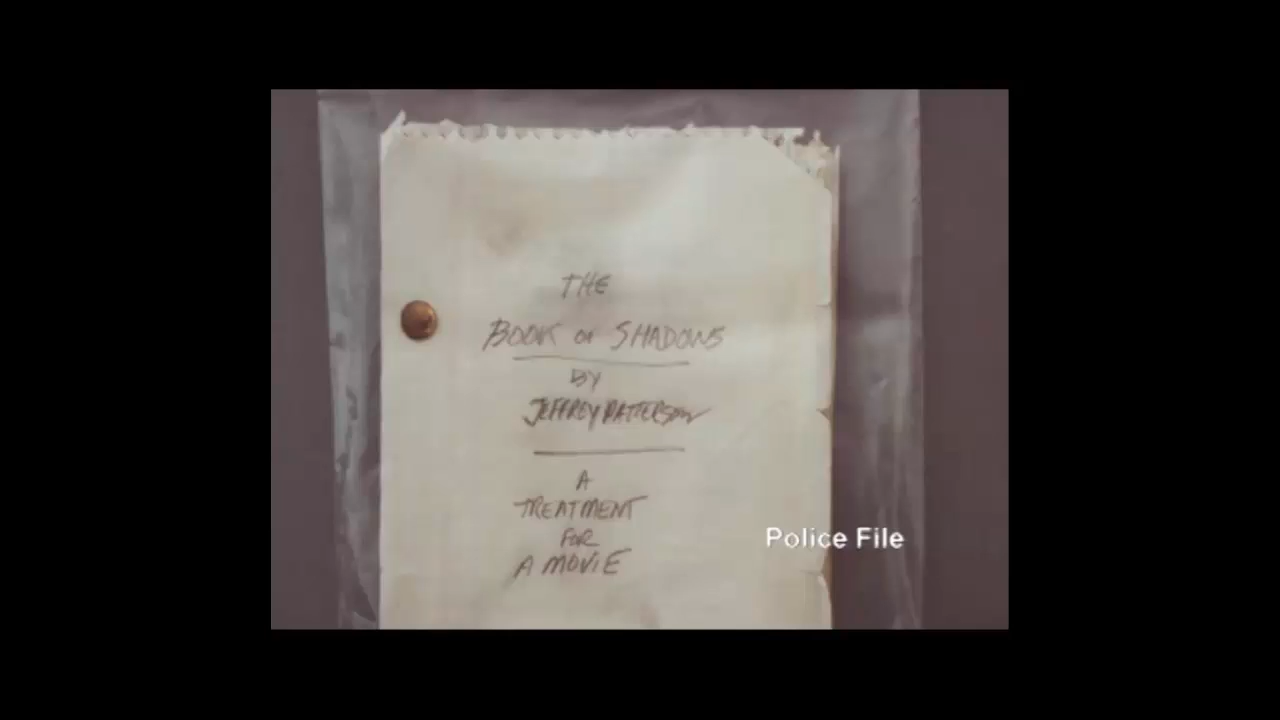 THE
BOOK OF SHADOWS
BY
JEFFREY PATTERSON
A
TREATMENT
FOR
A MOVIE
Police File